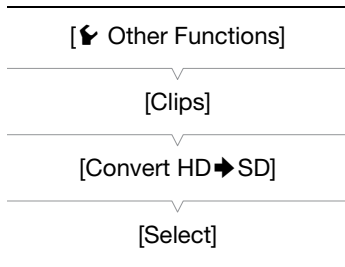 [ Other Functions]
[Clips]
[Convert HD➜SD]
[Select]